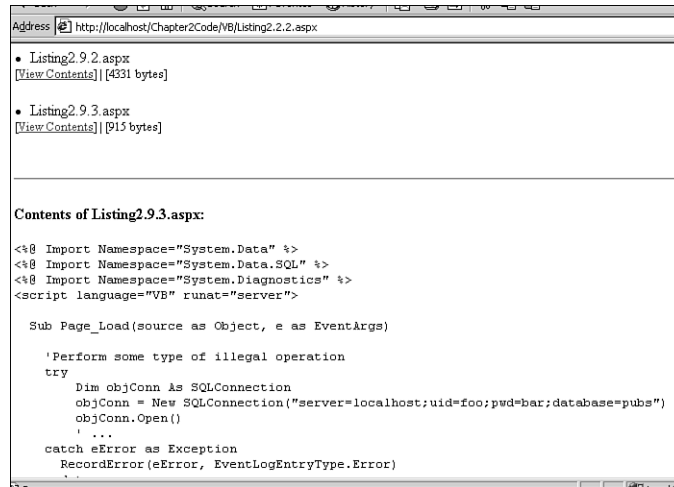 Address http://localhost/Chapter2Code/VB/Listing2.2.2.aspx
• Listing2.9.2.aspx
[View Contents] | [4331 bytes]
• Listing2.9.3.aspx
[View Contents] | [915 bytes]
Contents of Listing2.9.3.aspx:
<%@ Import Namespace="System.Data" %>
<%@ Import Namespace="System.Data.SQL" %>
<%@ Import Namespace="System.Diagnostics" %>
<script language="VB" runat="server">
Sub Page_Load(source as Object, e as EventArgs)
'Perform some type of illegal operation
try
Dim objConn As SQLConnection
objConn = New SQLConnection("server=localhost;uid=foo;pwd=bar;database=pubs")
objConn.Open()
' ...
catch eError as Exception
RecordError(eError, EventLogEntryType.Error)